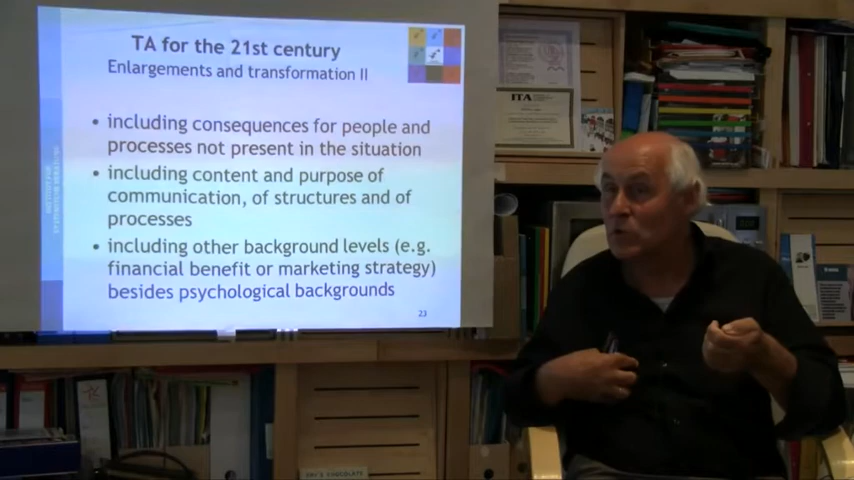 TA for the 21st century
Enlargements and transformation II
• including consequences for people and
processes not present in the situation
• including content and purpose of
communication, of structures and of
processes
• including other background levels (e.g.
financial benefit or marketing strategy)
besides psychological backgrounds
23
ITA